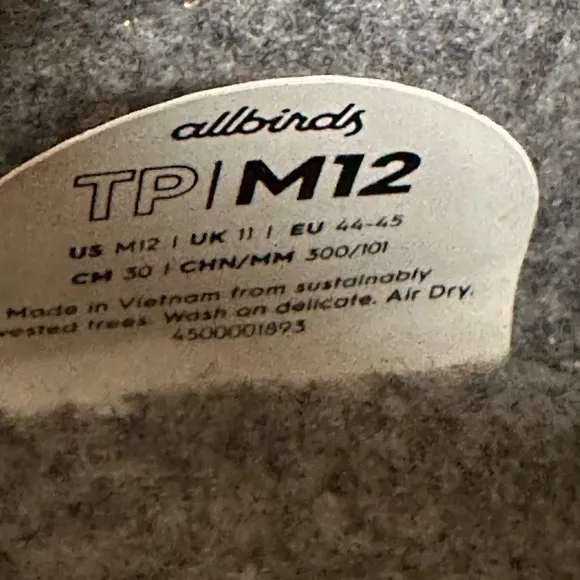 allbirds
TP|M12
US M12 | UK 11 | EU 44-45
CM 30 | CHN/MM 300/101
Made in Vietnam from sustainably
vested trees. Wash on delicate. Air Dry.
4500001893